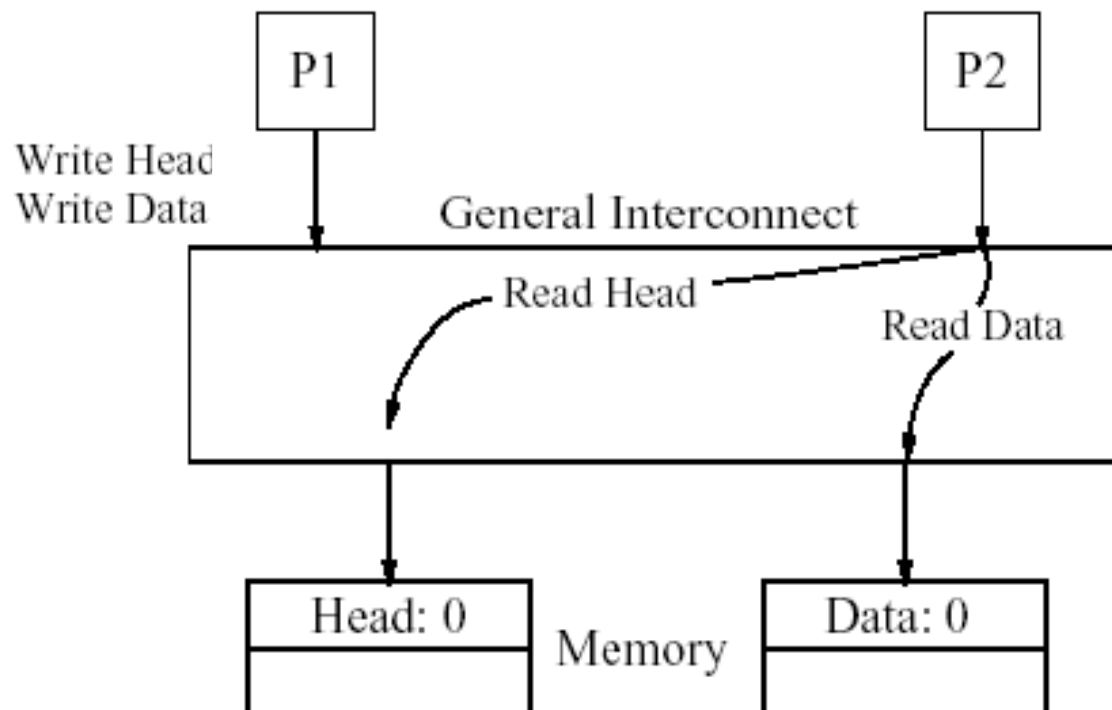 P1
P2
Write Head
Write Data
General Interconnect
Read Head
Read Data
Head: 0
Data: 0
Memory